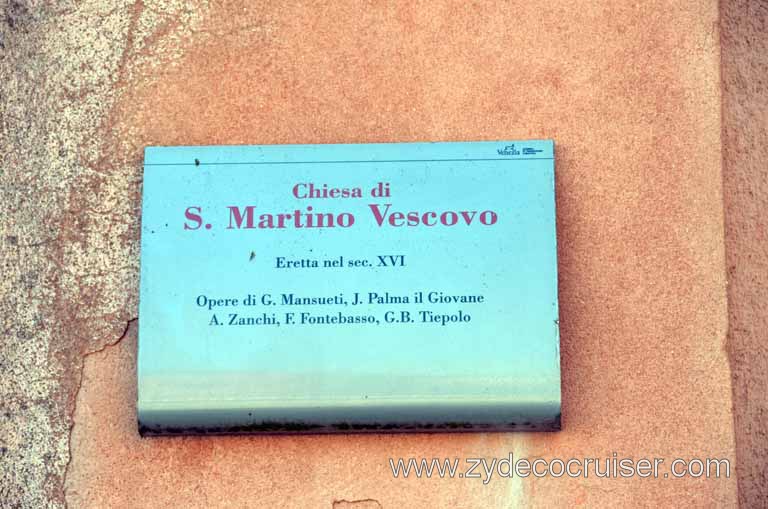 Venezia
Chiesa di
S. Martino Vescovo
Eretta nel sec. XVI
Opere di G. Mansueti, J. Palma il Giovane
A. Zanchi, F. Fontebasso, G.B. Tiepolo
www.zydecocruiser.com